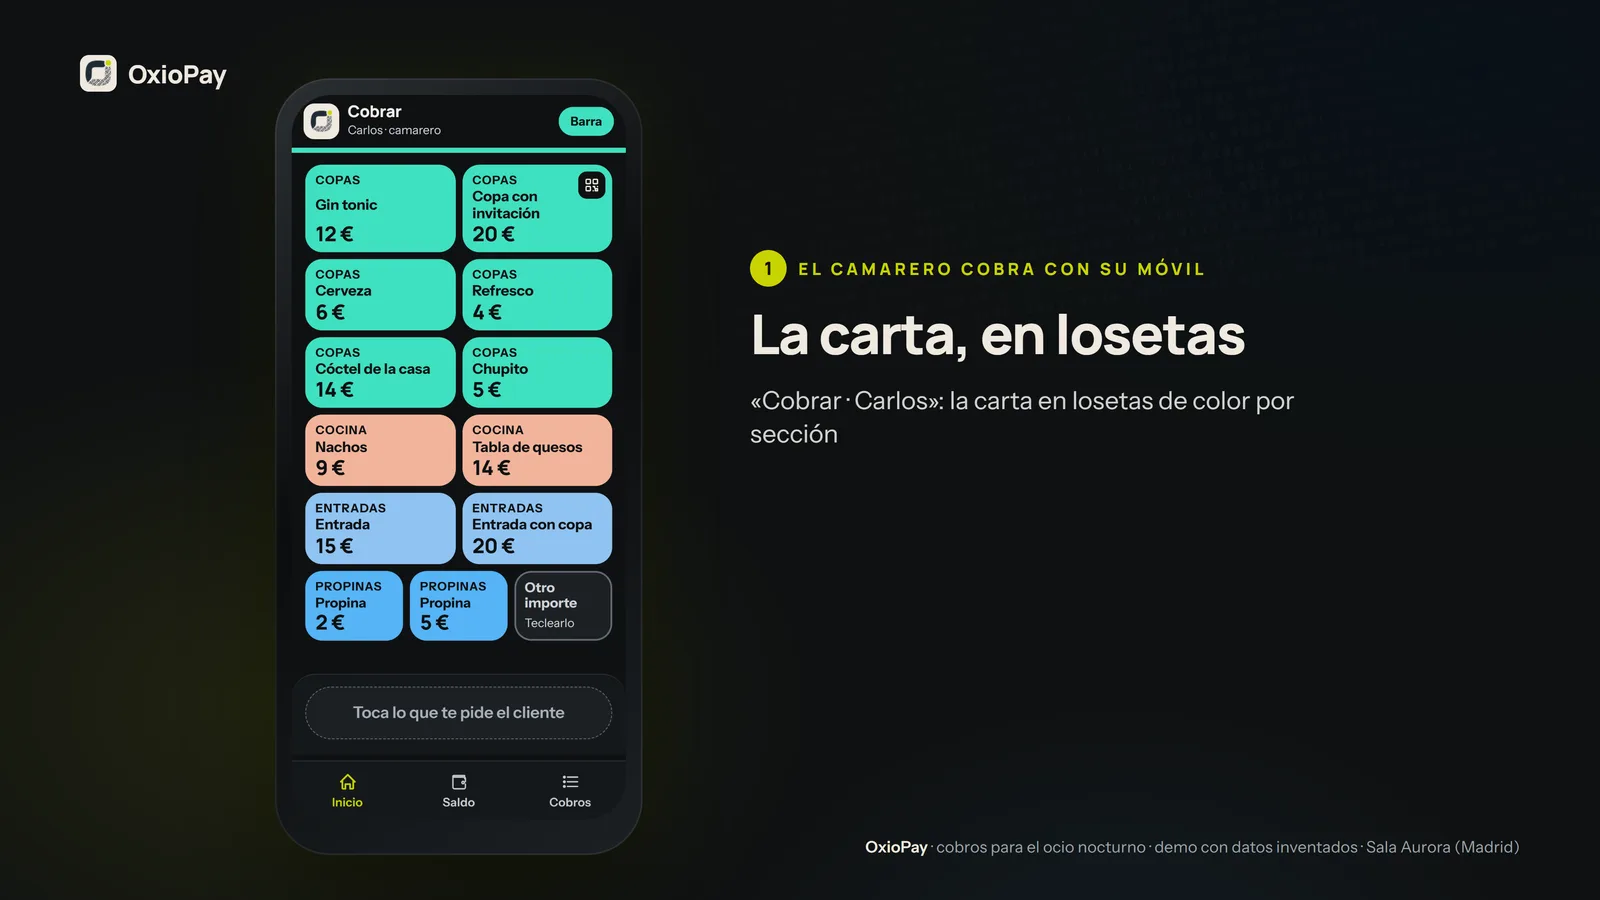 OxioPay
Cobrar
Carlos · camarero
Barra
COPAS
Gin tonic
12 €
COPAS
Copa con
invitación
20 €
COPAS
Cerveza
6 €
COPAS
Refresco
4 €
COPAS
Cóctel de la casa
14 €
COPAS
Chupito
5 €
COCINA
Nachos
9 €
COCINA
Tabla de quesos
14 €
ENTRADAS
Entrada
15 €
ENTRADAS
Entrada con copa
20 €
PROPINAS
Propina
2 €
PROPINAS
Propina
5 €
Otro
importe
Teclearlo
Toca lo que te pide el cliente
Inicio
Saldo
Cobros
1 EL CAMARERO COBRA CON SU MÓVIL
La carta, en losetas
«Cobrar · Carlos»: la carta en losetas de color por
sección
OxioPay · cobros para el ocio nocturno · demo con datos inventados · Sala Aurora (Madrid)